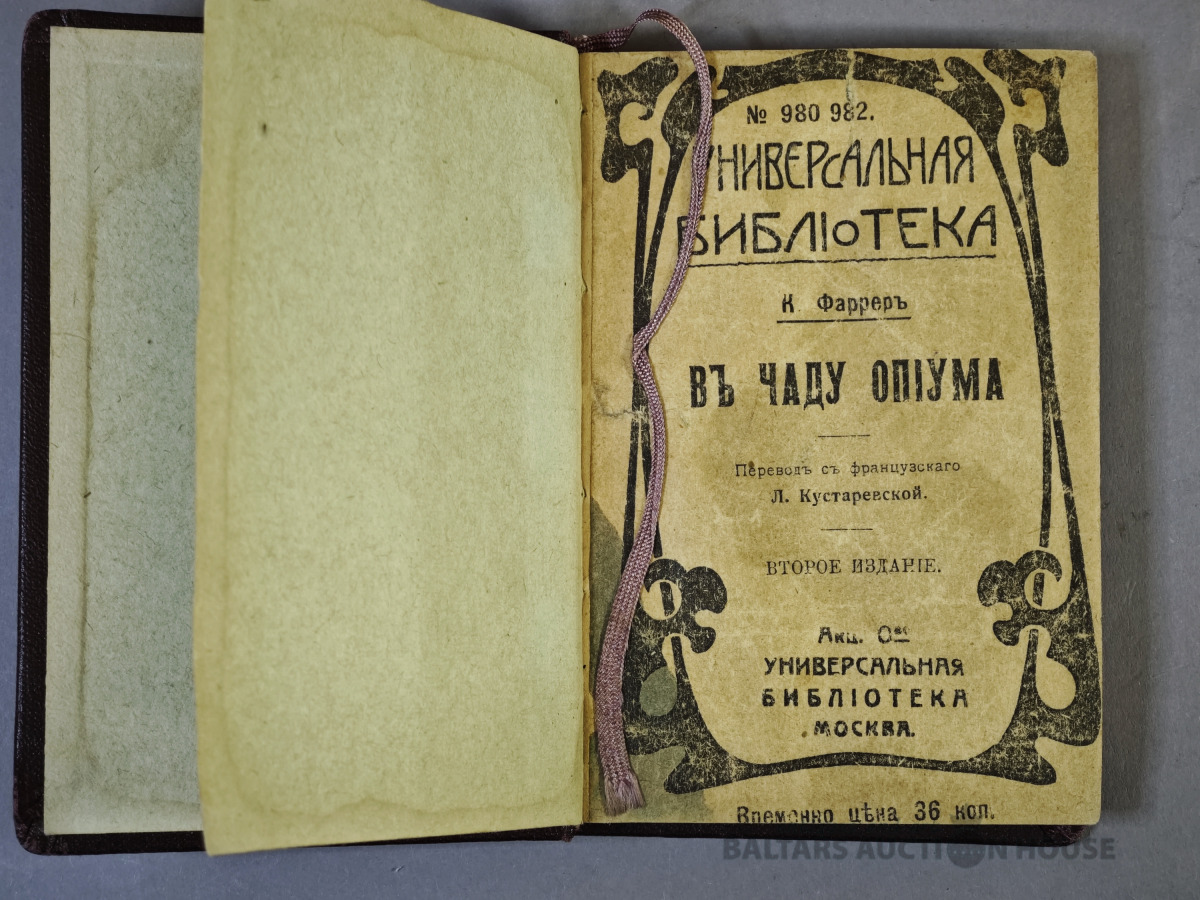 № 980 982.
УНИВЕРСАЛЬНАЯ
БИБЛІОТЕКА
К. Фарреръ
ВЪ ЧАДУ ОПІУМА
Переводъ съ французскаго
Л. Кустаревской.
ВТОРОЕ ИЗДАНІЕ.
Акц. О-во
УНИВЕРСАЛЬНАЯ
БИБЛІОТЕКА
МОСКВА.
Временно цѣна 36 коп.
BALTARS AUCTION HOUSE